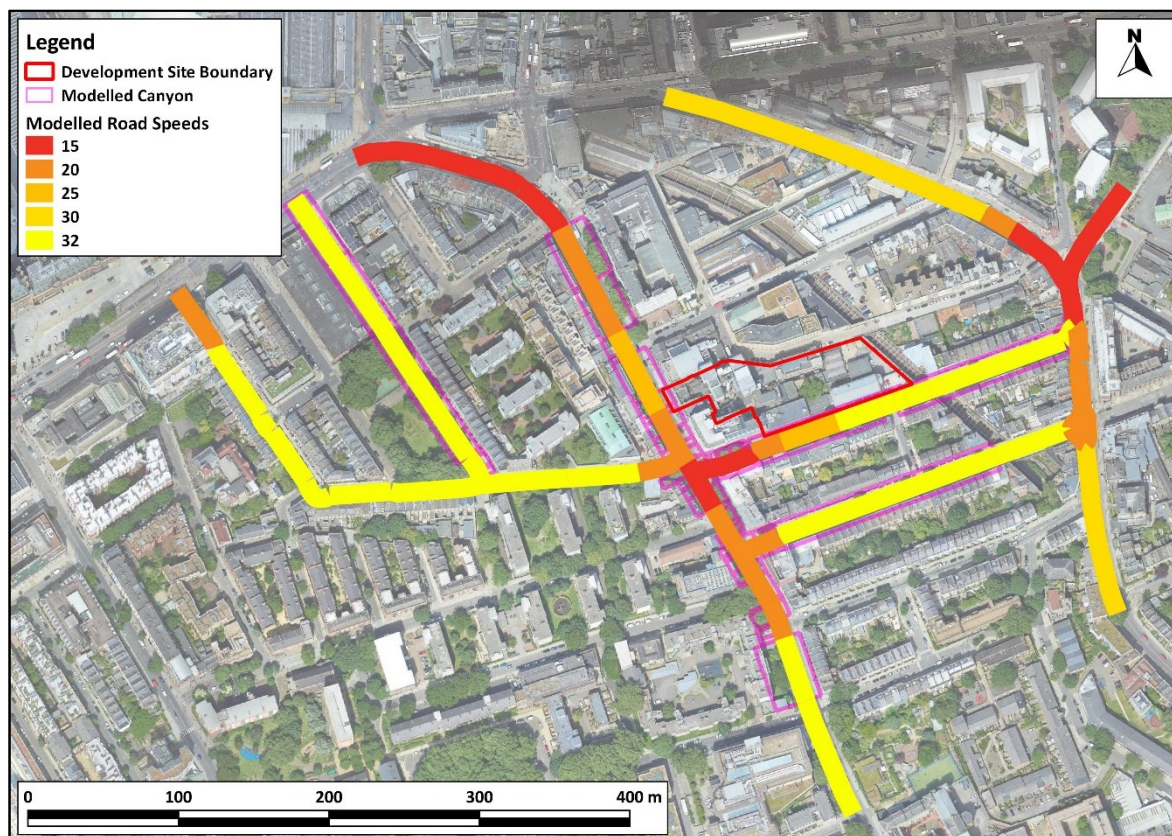 Legend
Development Site Boundary
Modelled Canyon
Modelled Road Speeds
15
20
25
30
32
N
0 100 200 300 400 m